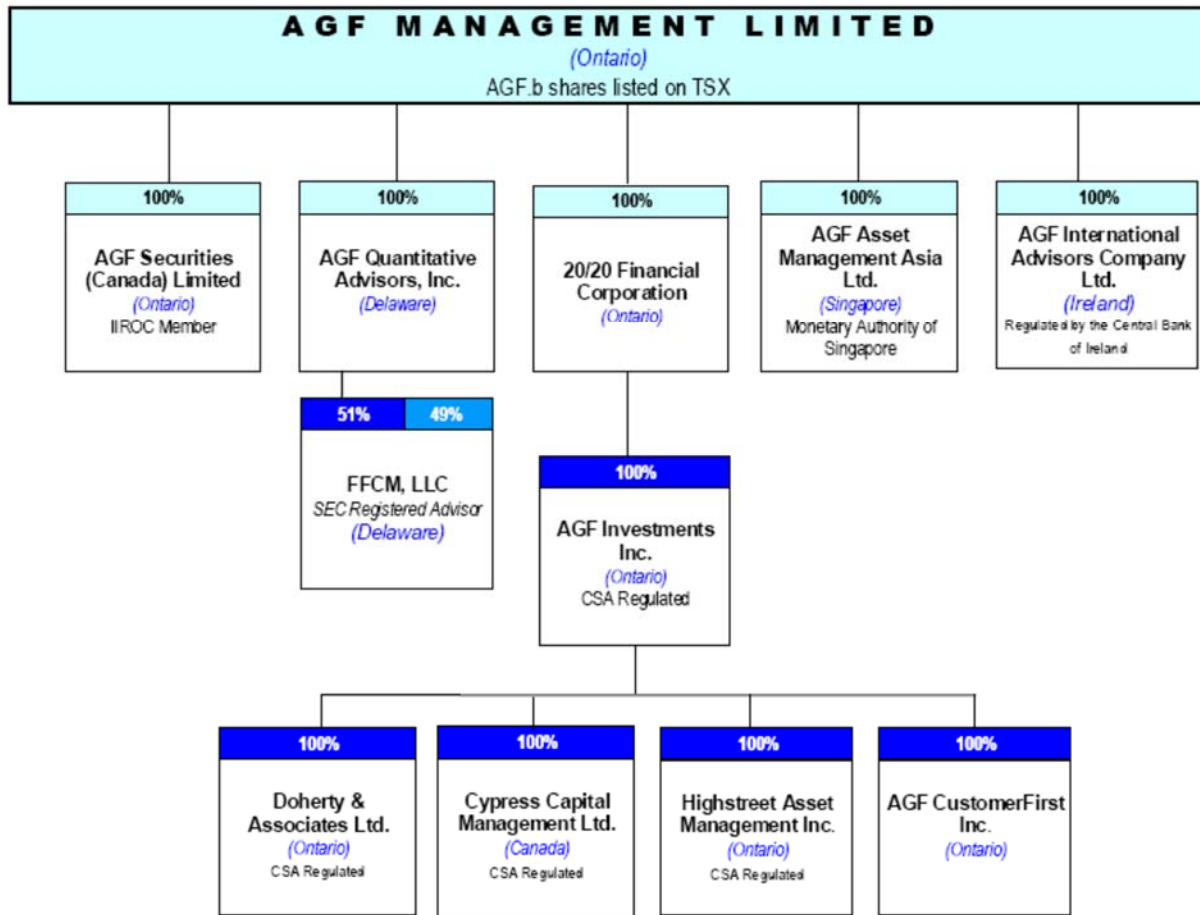 AGF MANAGEMENT LIMITED
(Ontario)
AGF.b shares listed on TSX
100%
AGF Securities
(Canada) Limited
(Ontario)
IIROC Member
100%
AGF Quantitative
Advisors, Inc.
(Delaware)
100%
20/20 Financial
Corporation
(Ontario)
100%
AGF Asset
Management Asia
Ltd.
(Singapore)
Monetary Authority of
Singapore
100%
AGF International
Advisors Company
Ltd.
(Ireland)
Regulated by the Central Bank
of Ireland
51% 49%
FFCM, LLC
SEC Registered Advisor
(Delaware)
100%
AGF Investments
Inc.
(Ontario)
CSA Regulated
100%
Doherty &
Associates Ltd.
(Ontario)
CSA Regulated
100%
Cypress Capital
Management Ltd.
(Canada)
CSA Regulated
100%
Highstreet Asset
Management Inc.
(Ontario)
CSA Regulated
100%
AGF CustomerFirst
Inc.
(Ontario)